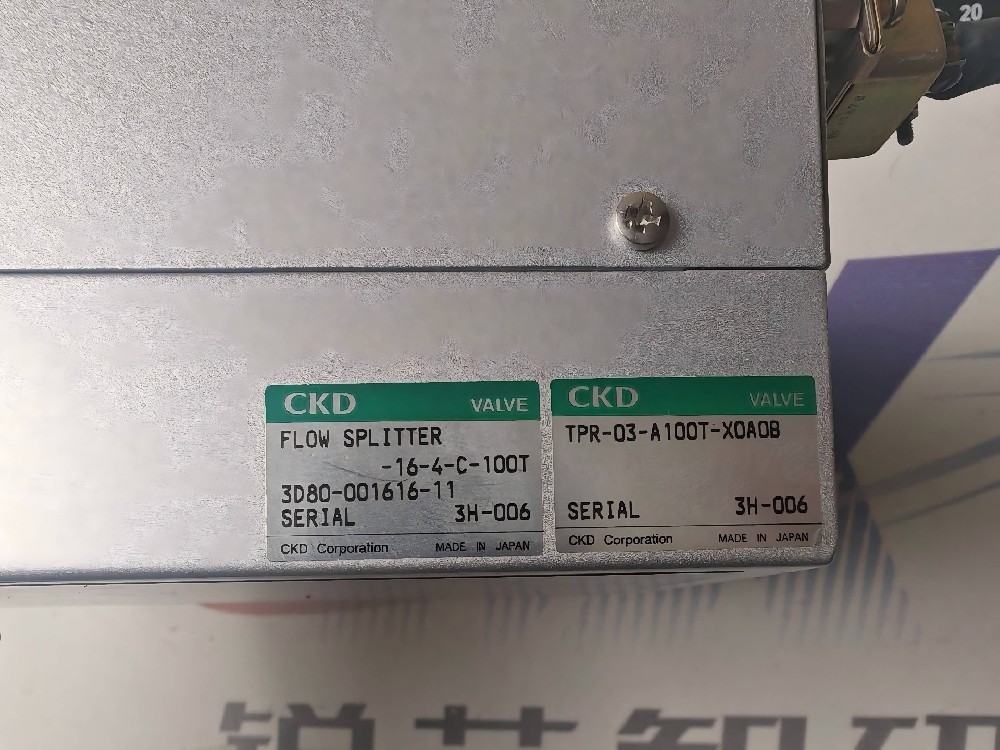 20
CKD VALVE
FLOW SPLITTER
-16-4-C-100T
3D80-001616-11
SERIAL 3H-006
CKD Corporation MADE IN JAPAN
CKD VALVE
TPR-03-A100T-X0A0B
SERIAL 3H-006
CKD Corporation MADE IN JAPAN